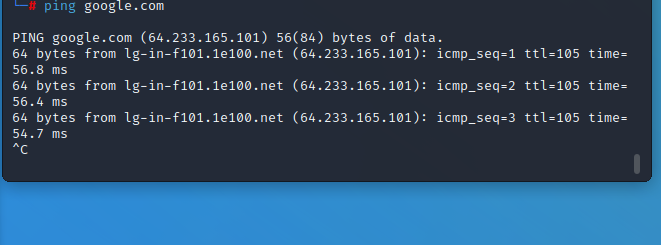 └─# ping google.com
PING google.com (64.233.165.101) 56(84) bytes of data.
64 bytes from lg-in-f101.1e100.net (64.233.165.101): icmp_seq=1 ttl=105 time=
56.8 ms
64 bytes from lg-in-f101.1e100.net (64.233.165.101): icmp_seq=2 ttl=105 time=
56.4 ms
64 bytes from lg-in-f101.1e100.net (64.233.165.101): icmp_seq=3 ttl=105 time=
54.7 ms
^C